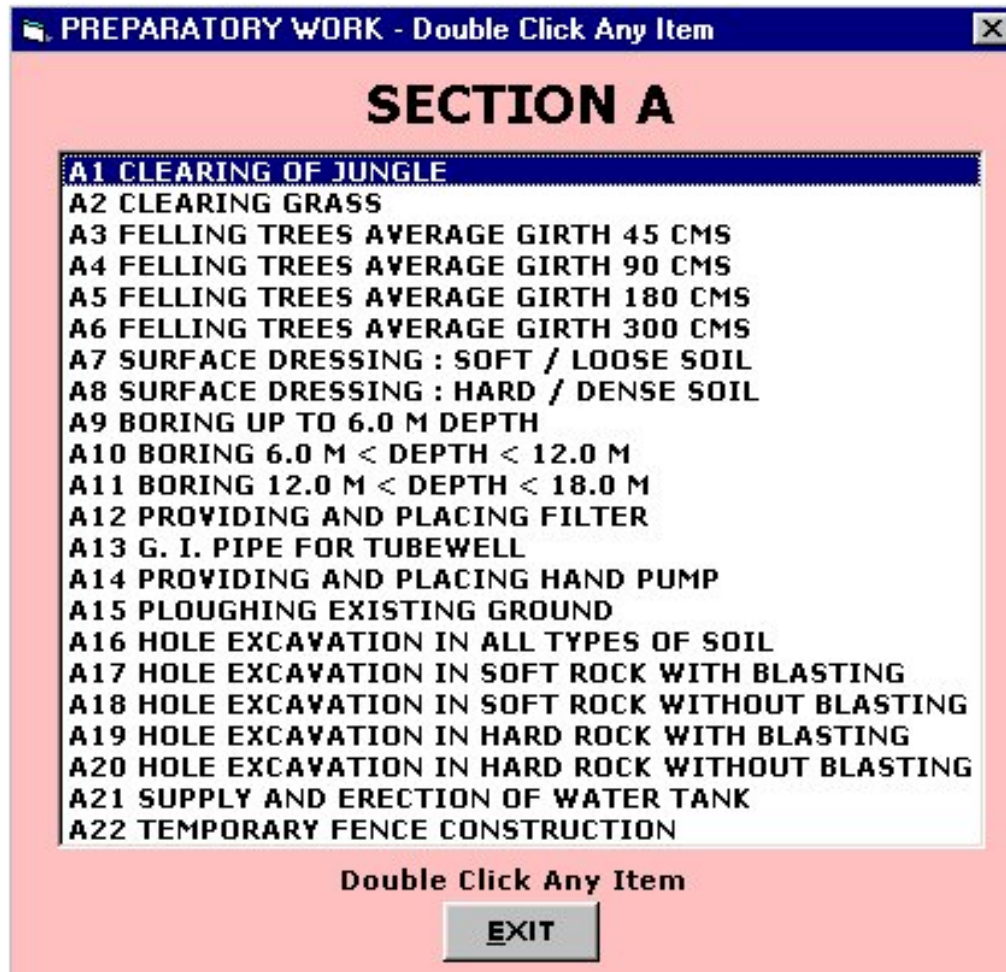 PREPARATORY WORK - Double Click Any Item
SECTION A
A1 CLEARING OF JUNGLE
A2 CLEARING GRASS
A3 FELLING TREES AVERAGE GIRTH 45 CMS
A4 FELLING TREES AVERAGE GIRTH 90 CMS
A5 FELLING TREES AVERAGE GIRTH 180 CMS
A6 FELLING TREES AVERAGE GIRTH 300 CMS
A7 SURFACE DRESSING : SOFT / LOOSE SOIL
A8 SURFACE DRESSING : HARD / DENSE SOIL
A9 BORING UP TO 6.0 M DEPTH
A10 BORING 6.0 M < DEPTH < 12.0 M
A11 BORING 12.0 M < DEPTH < 18.0 M
A12 PROVIDING AND PLACING FILTER
A13 G. I. PIPE FOR TUBEWELL
A14 PROVIDING AND PLACING HAND PUMP
A15 PLOUGHING EXISTING GROUND
A16 HOLE EXCAVATION IN ALL TYPES OF SOIL
A17 HOLE EXCAVATION IN SOFT ROCK WITH BLASTING
A18 HOLE EXCAVATION IN SOFT ROCK WITHOUT BLASTING
A19 HOLE EXCAVATION IN HARD ROCK WITH BLASTING
A20 HOLE EXCAVATION IN HARD ROCK WITHOUT BLASTING
A21 SUPPLY AND ERECTION OF WATER TANK
A22 TEMPORARY FENCE CONSTRUCTION
Double Click Any Item
EXIT